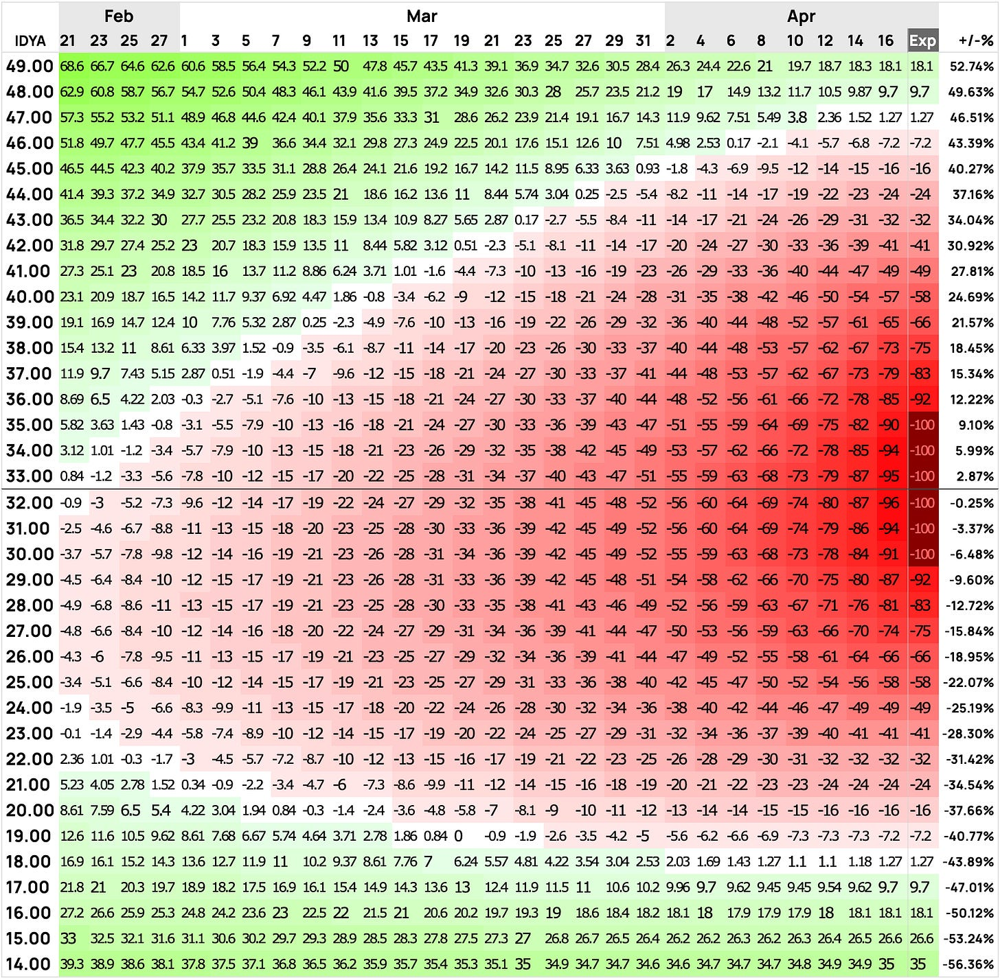 Feb Mar Apr
IDYA 21 23 25 27 1 3 5 7 9 11 13 15 17 19 21 23 25 27 29 31 2 4 6 8 10 12 14 16 Exp +/-%
49.00 68.6 66.7 64.6 62.6 60.6 58.5 56.4 54.3 52.2 50 47.8 45.7 43.5 41.3 39.1 36.9 34.7 32.6 30.5 28.4 26.3 24.4 22.6 21 19.7 18.7 18.3 18.1 18.1 52.74%
48.00 62.9 60.8 58.7 56.7 54.7 52.6 50.4 48.3 46.1 43.9 41.6 39.5 37.2 34.9 32.6 30.3 28 25.7 23.5 21.2 19 17 14.9 13.2 11.7 10.5 9.87 9.7 9.7 49.63%
47.00 57.3 55.2 53.2 51.1 48.9 46.8 44.6 42.4 40.1 37.9 35.6 33.3 31 28.6 26.2 23.9 21.4 19.1 16.7 14.3 11.9 9.62 7.51 5.49 3.8 2.36 1.52 1.27 1.27 46.51%
46.00 51.8 49.7 47.7 45.5 43.4 41.2 39 36.6 34.4 32.1 29.8 27.3 24.9 22.5 20.1 17.6 15.1 12.6 10 7.51 4.98 2.53 0.17 -2.1 -4.1 -5.7 -6.8 -7.2 -7.2 43.39%
45.00 46.5 44.5 42.3 40.2 37.9 35.7 33.5 31.1 28.8 26.4 24.1 21.6 19.2 16.7 14.2 11.5 8.95 6.33 3.63 0.93 -1.8 -4.3 -6.9 -9.5 -12 -14 -15 -16 -16 40.27%
44.00 41.4 39.3 37.2 34.9 32.7 30.5 28.2 25.9 23.5 21 18.6 16.2 13.6 11 8.44 5.74 3.04 0.25 -2.5 -5.4 -8.2 -11 -14 -17 -19 -22 -23 -24 -24 37.16%
43.00 36.5 34.4 32.2 30 27.7 25.5 23.2 20.8 18.3 15.9 13.4 10.9 8.27 5.65 2.87 0.17 -2.7 -5.5 -8.4 -11 -14 -17 -21 -24 -26 -29 -31 -32 -32 34.04%
42.00 31.8 29.7 27.4 25.2 23 20.7 18.3 15.9 13.5 11 8.44 5.82 3.12 0.51 -2.3 -5.1 -8.1 -11 -14 -17 -20 -24 -27 -30 -33 -36 -39 -41 -41 30.92%
41.00 27.3 25.1 23 20.8 18.5 16 13.7 11.2 8.86 6.24 3.71 1.01 -1.6 -4.4 -7.3 -10 -13 -16 -19 -23 -26 -29 -33 -36 -40 -44 -47 -49 -49 27.81%
40.00 23.1 20.9 18.7 16.5 14.2 11.7 9.37 6.92 4.47 1.86 -0.8 -3.4 -6.2 -9 -12 -15 -18 -21 -24 -28 -31 -35 -38 -42 -46 -50 -54 -57 -58 24.69%
39.00 19.1 16.9 14.7 12.4 10 7.76 5.32 2.87 0.25 -2.3 -4.9 -7.6 -10 -13 -16 -19 -22 -26 -29 -32 -36 -40 -44 -48 -52 -57 -61 -65 -66 21.57%
38.00 15.4 13.2 11 8.61 6.33 3.97 1.52 -0.9 -3.5 -6.1 -8.7 -11 -14 -17 -20 -23 -26 -30 -33 -37 -40 -44 -48 -53 -57 -62 -67 -73 -75 18.45%
37.00 11.9 9.7 7.43 5.15 2.87 0.51 -1.9 -4.4 -7 -9.6 -12 -15 -18 -21 -24 -27 -30 -33 -37 -41 -44 -48 -53 -57 -62 -67 -73 -79 -83 15.34%
36.00 8.69 6.5 4.22 2.03 -0.3 -2.7 -5.1 -7.6 -10 -13 -15 -18 -21 -24 -27 -30 -33 -37 -40 -44 -48 -52 -56 -61 -66 -72 -78 -85 -92 12.22%
35.00 5.82 3.63 1.43 -0.8 -3.1 -5.5 -7.9 -10 -13 -16 -18 -21 -24 -27 -30 -33 -36 -39 -43 -47 -51 -55 -59 -64 -69 -75 -82 -90 -100 9.10%
34.00 3.12 1.01 -1.2 -3.4 -5.7 -7.9 -10 -13 -15 -18 -21 -23 -26 -29 -32 -35 -38 -42 -45 -49 -53 -57 -62 -66 -72 -78 -85 -94 -100 5.99%
33.00 0.84 -1.2 -3.3 -5.6 -7.8 -10 -12 -15 -17 -20 -22 -25 -28 -31 -34 -37 -40 -43 -47 -51 -55 -59 -63 -68 -73 -79 -87 -95 -100 2.87%
32.00 -0.9 -3 -5.2 -7.3 -9.6 -12 -14 -17 -19 -22 -24 -27 -29 -32 -35 -38 -41 -45 -48 -52 -56 -60 -64 -69 -74 -80 -87 -96 -100 -0.25%
31.00 -2.5 -4.6 -6.7 -8.8 -11 -13 -15 -18 -20 -23 -25 -28 -30 -33 -36 -39 -42 -45 -49 -52 -56 -60 -64 -69 -74 -79 -86 -94 -100 -3.37%
30.00 -3.7 -5.7 -7.8 -9.8 -12 -14 -16 -19 -21 -23 -26 -28 -31 -34 -36 -39 -42 -45 -49 -52 -55 -59 -63 -68 -73 -78 -84 -91 -100 -6.48%
29.00 -4.5 -6.4 -8.4 -10 -12 -15 -17 -19 -21 -23 -26 -28 -31 -33 -36 -39 -42 -45 -48 -51 -54 -58 -62 -66 -70 -75 -80 -87 -92 -9.60%
28.00 -4.9 -6.8 -8.6 -11 -13 -15 -17 -19 -21 -23 -25 -28 -30 -33 -35 -38 -41 -43 -46 -49 -52 -56 -59 -63 -67 -71 -76 -81 -83 -12.72%
27.00 -4.8 -6.6 -8.4 -10 -12 -14 -16 -18 -20 -22 -24 -27 -29 -31 -34 -36 -39 -41 -44 -47 -50 -53 -56 -59 -63 -66 -70 -74 -75 -15.84%
26.00 -4.3 -6 -7.8 -9.5 -11 -13 -15 -17 -19 -21 -23 -25 -27 -29 -32 -34 -36 -39 -41 -44 -47 -49 -52 -55 -58 -61 -64 -66 -66 -18.95%
25.00 -3.4 -5.1 -6.6 -8.4 -10 -12 -14 -15 -17 -19 -21 -23 -25 -27 -29 -31 -33 -36 -38 -40 -42 -45 -47 -50 -52 -54 -56 -58 -58 -22.07%
24.00 -1.9 -3.5 -5 -6.6 -8.3 -9.9 -11 -13 -15 -17 -18 -20 -22 -24 -26 -28 -30 -32 -34 -36 -38 -40 -42 -44 -46 -47 -49 -49 -49 -25.19%
23.00 -0.1 -1.4 -2.9 -4.4 -5.8 -7.4 -8.9 -10 -12 -14 -15 -17 -19 -20 -22 -24 -25 -27 -29 -31 -32 -34 -36 -37 -39 -40 -41 -41 -41 -28.30%
22.00 2.36 1.01 -0.3 -1.7 -3 -4.5 -5.7 -7.2 -8.7 -10 -12 -13 -15 -16 -17 -19 -21 -22 -23 -25 -26 -28 -29 -30 -31 -32 -32 -32 -32 -31.42%
21.00 5.23 4.05 2.78 1.52 0.34 -0.9 -2.2 -3.4 -4.7 -6 -7.3 -8.6 -9.9 -11 -12 -14 -15 -16 -18 -19 -20 -21 -22 -23 -23 -24 -24 -24 -24 -34.54%
20.00 8.61 7.59 6.5 5.4 4.22 3.04 1.94 0.84 -0.3 -1.4 -2.4 -3.6 -4.8 -5.8 -7 -8.1 -9 -10 -11 -12 -13 -14 -14 -15 -15 -16 -16 -16 -16 -37.66%
19.00 12.6 11.6 10.5 9.62 8.61 7.68 6.67 5.74 4.64 3.71 2.78 1.86 0.84 0 -0.9 -1.9 -2.6 -3.5 -4.2 -5 -5.6 -6.2 -6.6 -6.9 -7.3 -7.3 -7.3 -7.2 -7.2 -40.77%
18.00 16.9 16.1 15.2 14.3 13.6 12.7 11.9 11 10.2 9.37 8.61 7.76 7 6.24 5.57 4.81 4.22 3.54 3.04 2.53 2.03 1.69 1.43 1.27 1.1 1.1 1.18 1.27 1.27 -43.89%
17.00 21.8 21 20.3 19.7 18.9 18.2 17.5 16.9 16.1 15.4 14.9 14.3 13.6 13 12.4 11.9 11.5 11 10.6 10.2 9.96 9.7 9.62 9.45 9.45 9.54 9.62 9.7 9.7 -47.01%
16.00 27.2 26.6 25.9 25.3 24.8 24.2 23.6 23 22.5 22 21.5 21 20.6 20.2 19.7 19.3 19 18.6 18.4 18.2 18.1 18 17.9 17.9 17.9 18 18.1 18.1 18.1 -50.12%
15.00 33 32.5 32.1 31.6 31.1 30.6 30.2 29.7 29.3 28.9 28.5 28.3 27.8 27.5 27.3 27 26.8 26.7 26.5 26.4 26.2 26.2 26.3 26.2 26.3 26.4 26.5 26.6 26.6 -53.24%
14.00 39.3 38.9 38.6 38.1 37.8 37.5 37.1 36.8 36.5 36.2 35.9 35.7 35.4 35.3 35.1 35 34.9 34.7 34.7 34.6 34.6 34.7 34.7 34.7 34.8 34.9 34.9 35 35 -56.36%